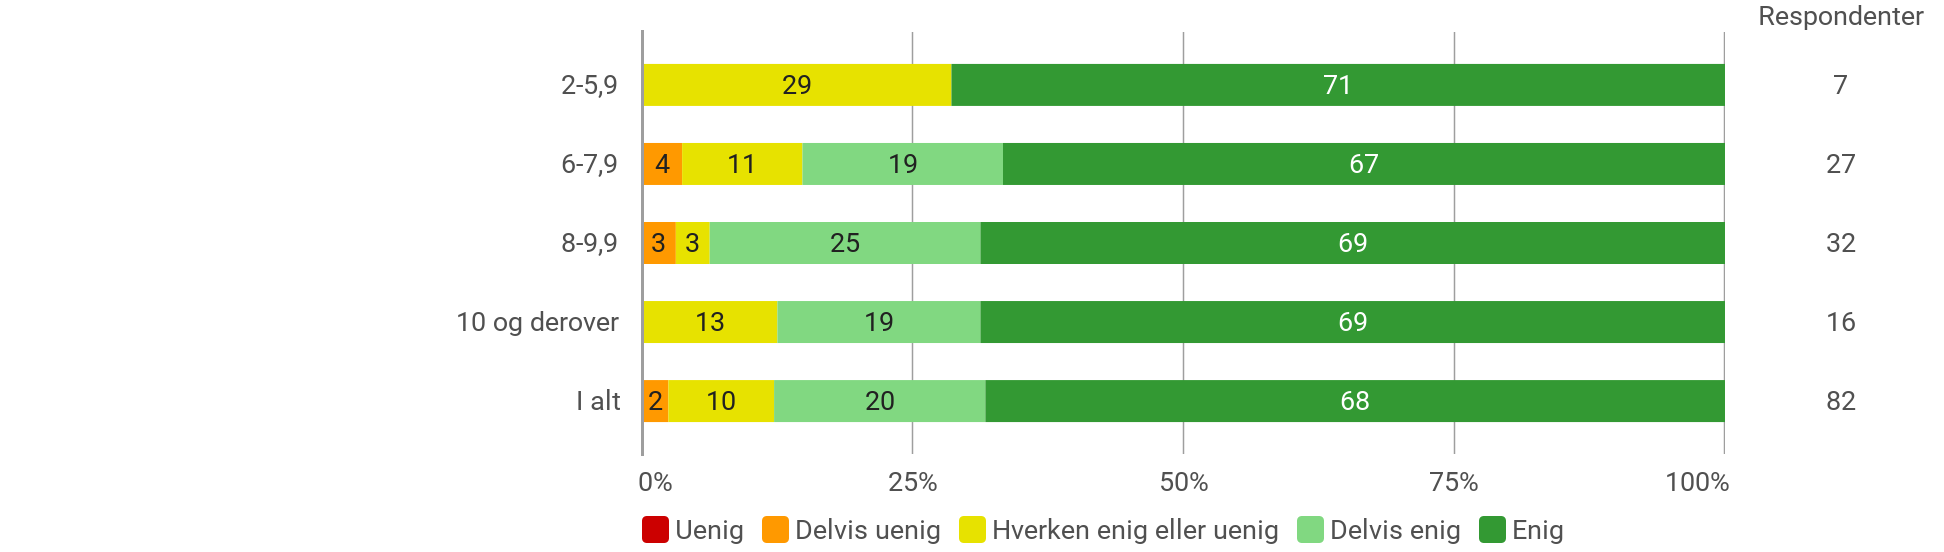 Respondenter
2-5,9 29 71 7
6-7,9 4 11 19 67 27
8-9,9 3 3 25 69 32
10 og derover 13 19 69 16
I alt 2 10 20 68 82
0% 25% 50% 75% 100%
Uenig Delvis uenig Hverken enig eller uenig Delvis enig Enig